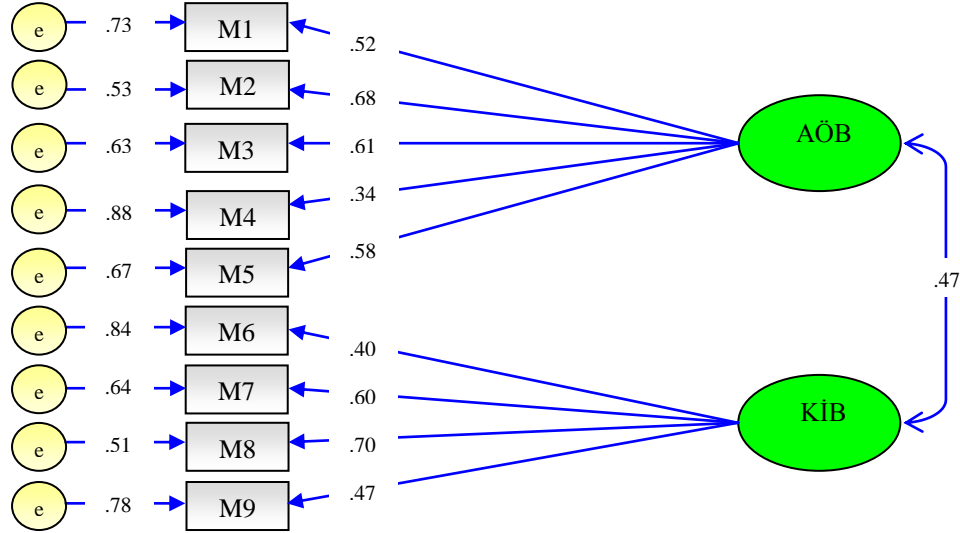 e .73 M1 .52
e .53 M2 .68
AÖB
e .63 M3 .61
e .88 M4 .34
e .67 M5 .58
.47
e .84 M6 .40
e .64 M7 .60
KİB
e .51 M8 .70
e .78 M9 .47